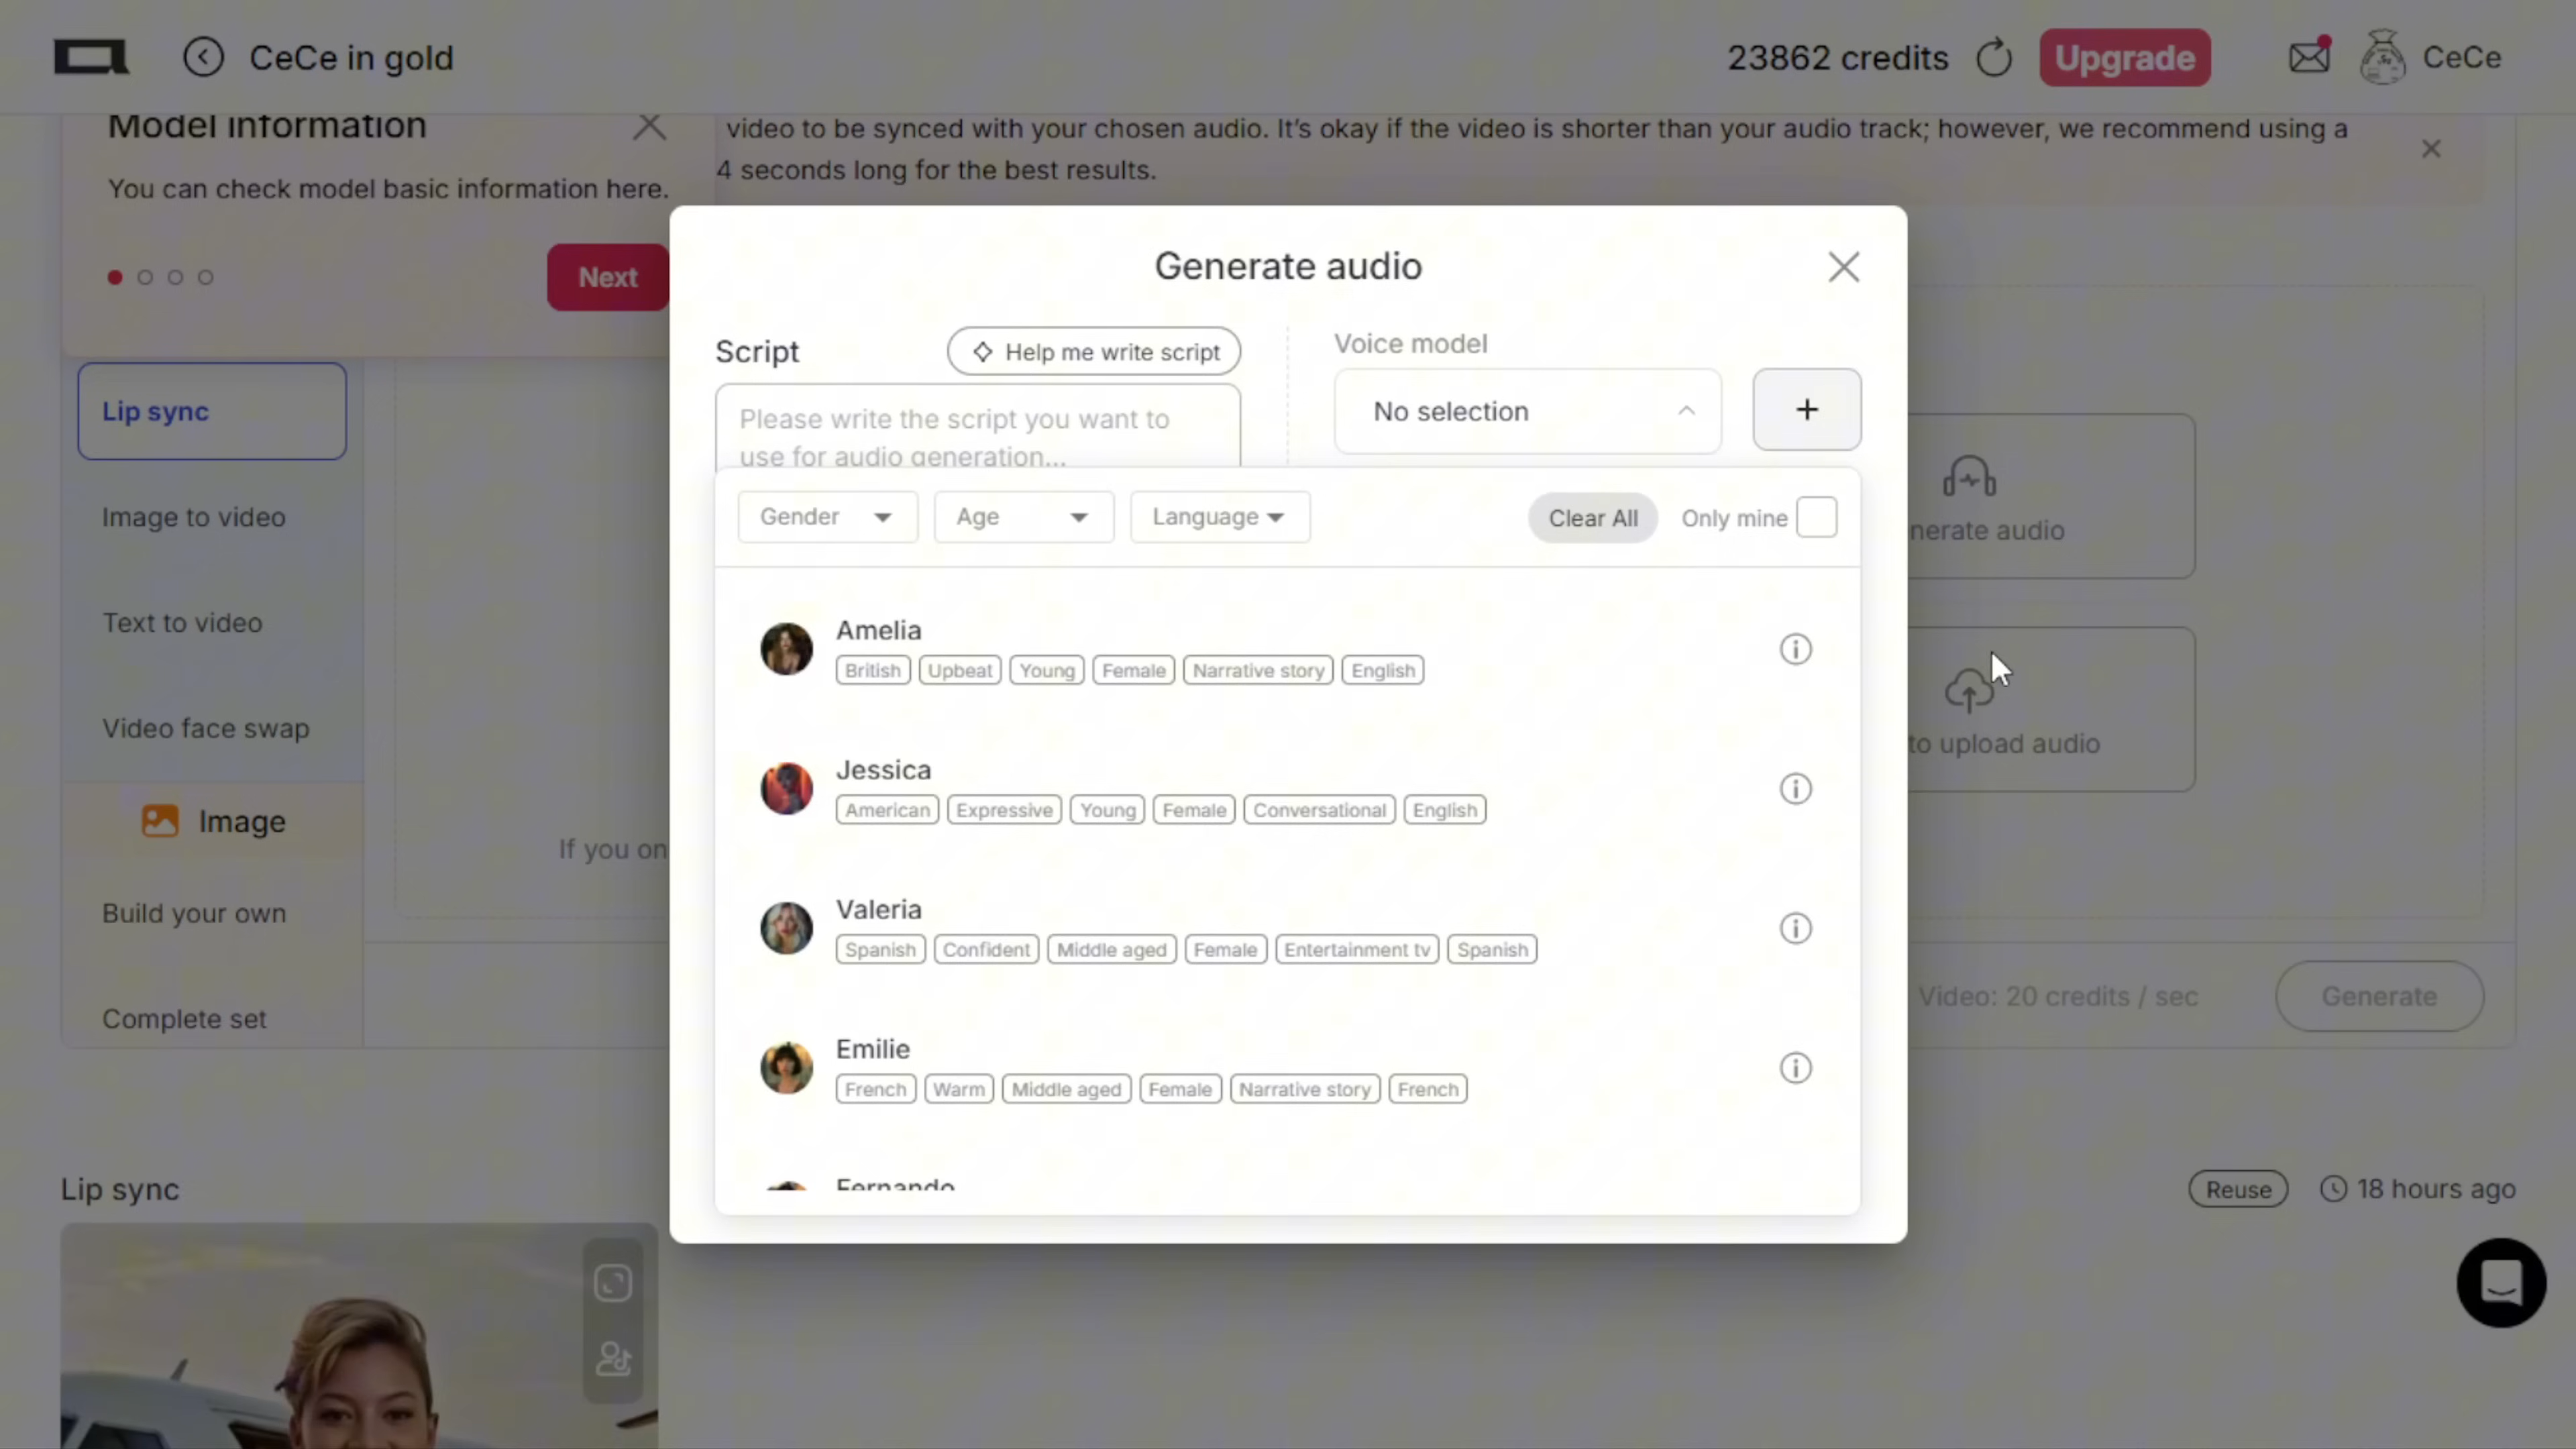 CeCe in gold
23862 credits
Upgrade
CeCe
Model information
You can check model basic information here.
Next
video to be synced with your chosen audio. It's okay if the video is shorter than your audio track; however, we recommend using a
4 seconds long for the best results.
Lip sync
Image to video
Text to video
Video face swap
Image
Build your own
Complete set
If you on
Generate audio
Script
Help me write script
Please write the script you want to
use for audio generation...
Voice model
No selection
+
Gender
Age
Language
Clear All
Only mine
Amelia
British Upbeat Young Female Narrative story English
Jessica
American Expressive Young Female Conversational English
Valeria
Spanish Confident Middle aged Female Entertainment tv Spanish
Emilie
French Warm Middle aged Female Narrative story French
Fernando
nerate audio
to upload audio
Video: 20 credits / sec
Generate
Lip sync
Reuse
18 hours ago